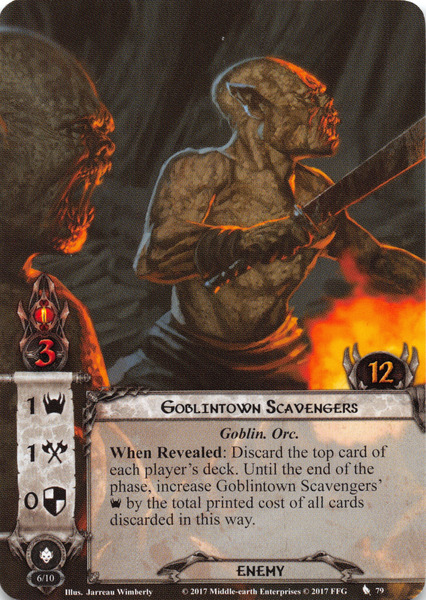 3
12
GOBLINTOWN SCAVENGERS
Goblin. Orc.
1
1
0
When Revealed: Discard the top card of
each player's deck. Until the end of the
phase, increase Goblintown Scavengers'
by the total printed cost of all cards
discarded in this way.
6/10
ENEMY
Illus. Jarreau Wimberly © 2017 Middle-earth Enterprises © 2017 FFG 79